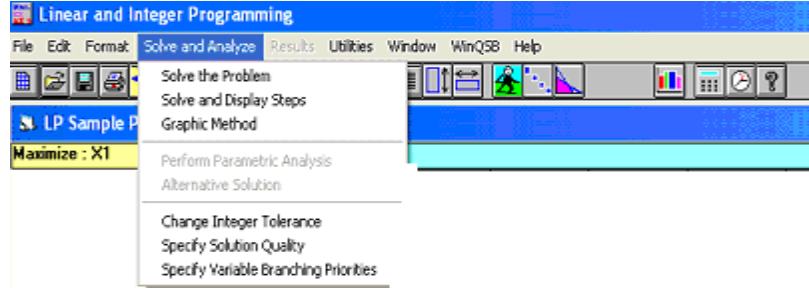 Linear and Integer Programming
File Edit Format Solve and Analyze Results Utilities Window WinQSB Help
Solve the Problem
Solve and Display Steps
Graphic Method
LP Sample P
Maximize : X1
Perform Parametric Analysis
Alternative Solution
Change Integer Tolerance
Specify Solution Quality
Specify Variable Branching Priorities